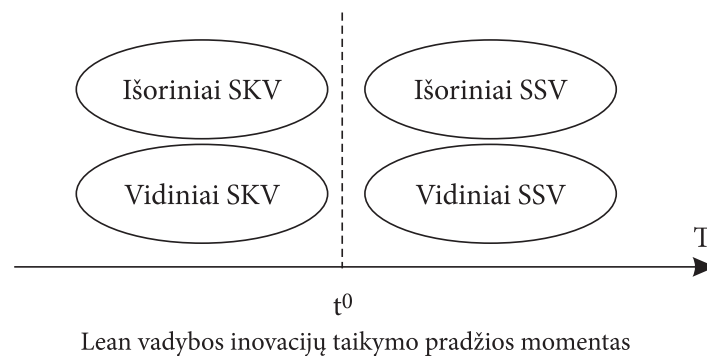 Išoriniai SKV
Išoriniai SSV
Vidiniai SKV
Vidiniai SSV
T
t⁰
Lean vadybos inovacijų taikymo pradžios momentas